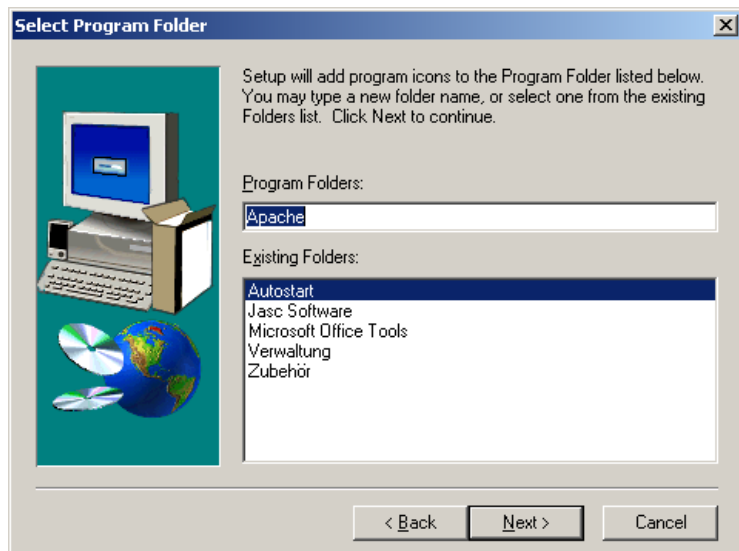 Select Program Folder
Setup will add program icons to the Program Folder listed below.
You may type a new folder name, or select one from the existing
Folders list.  Click Next to continue.
Program Folders:
Apache
Existing Folders:
Autostart
Jasc Software
Microsoft Office Tools
Verwaltung
Zubehör
< Back
Next >
Cancel